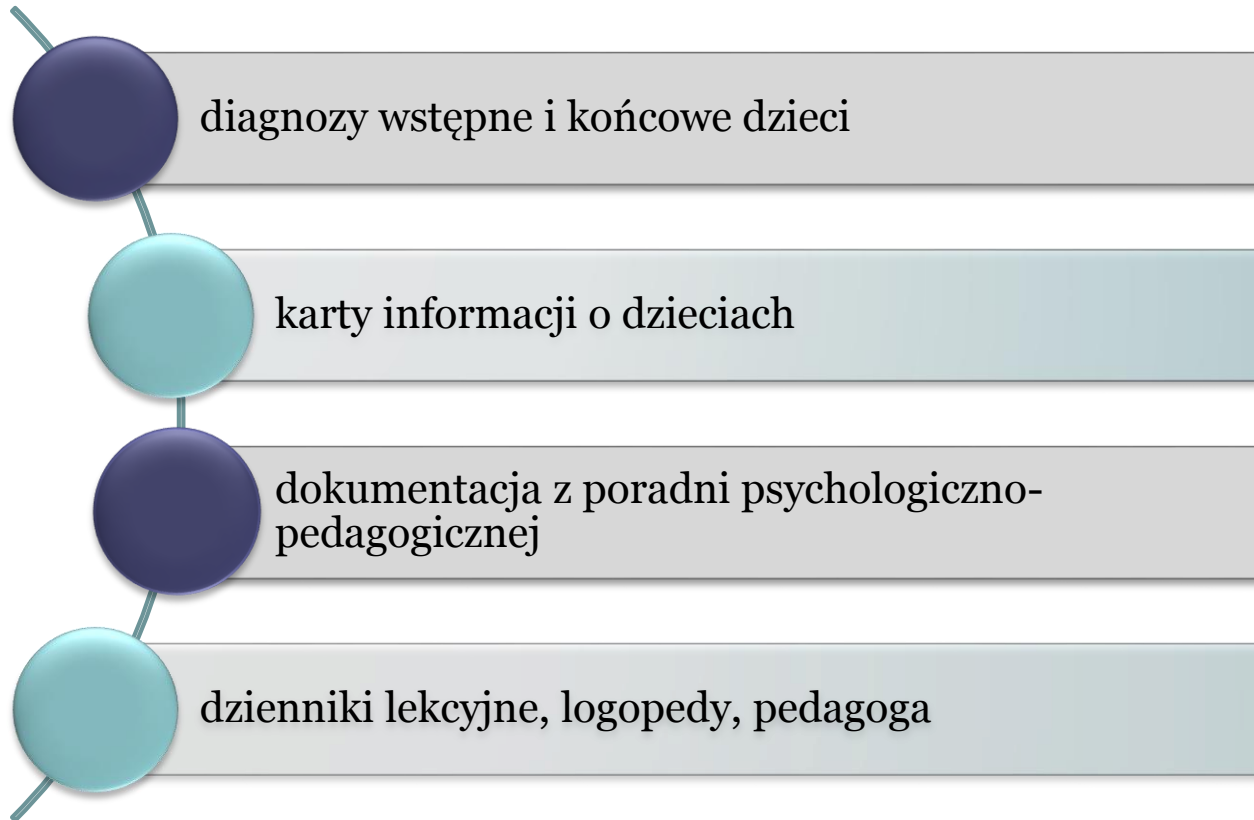 diagnozy wstępne i końcowe dzieci
karty informacji o dzieciach
dokumentacja z poradni psychologiczno-
pedagogicznej
dzienniki lekcyjne, logopedy, pedagoga